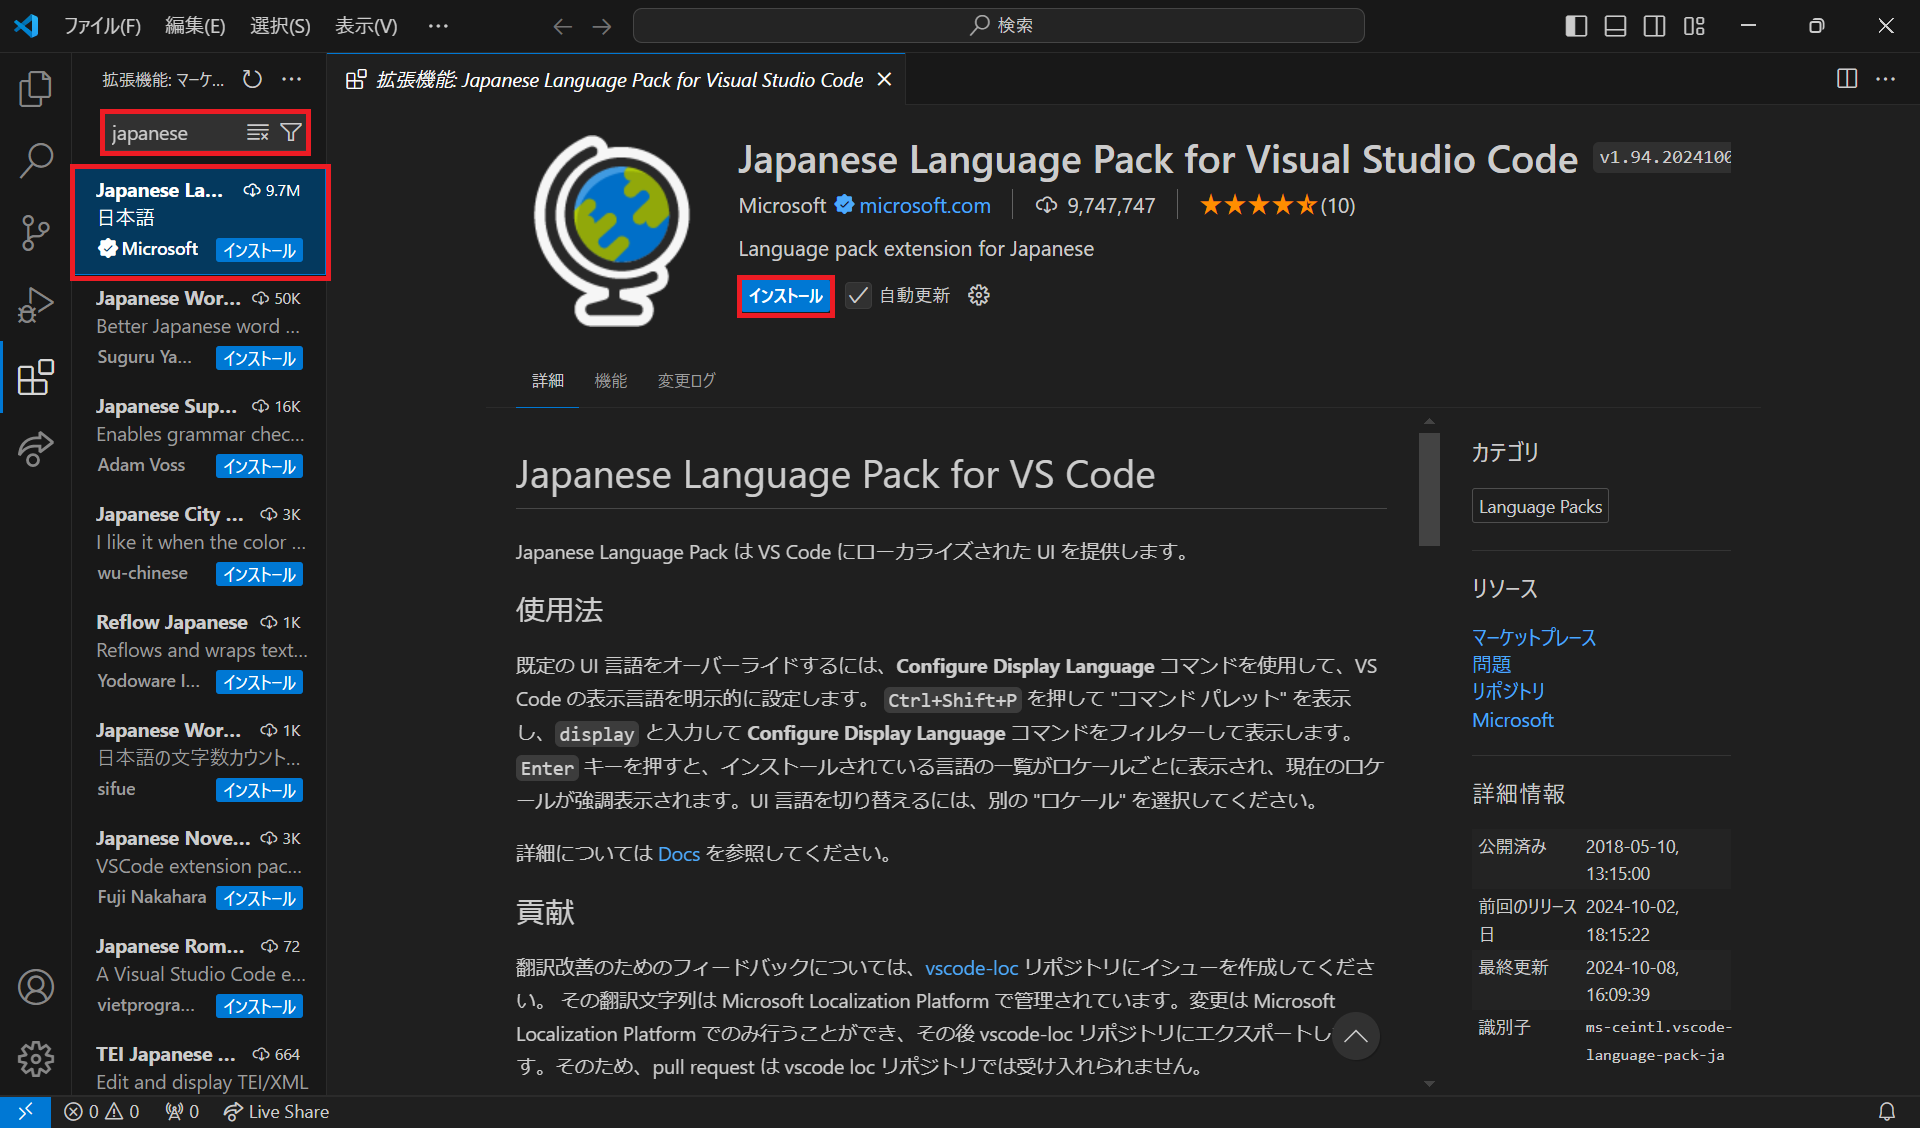 ファイル(F) 編集(E) 選択(S) 表示(V) ··· 検索
拡張機能: マーケ... ···
japanese
Japanese La... 9.7M
日本語
Microsoft インストール
Japanese Wor... 50K
Better Japanese word ...
Suguru Ya... インストール
Japanese Sup... 16K
Enables grammar chec...
Adam Voss インストール
Japanese City ... 3K
I like it when the color ...
wu-chinese インストール
Reflow Japanese 1K
Reflows and wraps text...
Yodoware I... インストール
Japanese Wor... 1K
日本語の文字数カウント...
sifue インストール
Japanese Nove... 3K
VSCode extension pac...
Fuji Nakahara インストール
Japanese Rom... 72
A Visual Studio Code e...
vietprogra... インストール
TEI Japanese ... 664
Edit and display TEI/XML
拡張機能: Japanese Language Pack for Visual Studio Code
Japanese Language Pack for Visual Studio Code v1.94.2024100
Microsoft microsoft.com 9,747,747 (10)
Language pack extension for Japanese
インストール 自動更新
詳細 機能 変更ログ
Japanese Language Pack for VS Code
Japanese Language Pack は VS Code にローカライズされた UI を提供します。
使用法
既定の UI 言語をオーバーライドするには、Configure Display Language コマンドを使用して、VS
Code の表示言語を明示的に設定します。 Ctrl+Shift+P を押して "コマンド パレット" を表示
し、display と入力して Configure Display Language コマンドをフィルターして表示します。
Enter キーを押すと、インストールされている言語の一覧がロケールごとに表示され、現在のロケ
ールが強調表示されます。UI 言語を切り替えるには、別の "ロケール" を選択してください。
詳細については Docs を参照してください。
貢献
翻訳改善のためのフィードバックについては、vscode-loc リポジトリにイシューを作成してくださ
い。 その翻訳文字列は Microsoft Localization Platform で管理されています。変更は Microsoft
Localization Platform でのみ行うことができ、その後 vscode-loc リポジトリにエクスポートし
す。そのため、pull request は vscode loc リポジトリでは受け入れられません。
カテゴリ
Language Packs
リソース
マーケットプレース
問題
リポジトリ
Microsoft
詳細情報
公開済み 2018-05-10,
13:15:00
前回のリリース 2024-10-02,
日 18:15:22
最終更新 2024-10-08,
16:09:39
識別子 ms-ceintl.vscode-
language-pack-ja
0 0 0 Live Share